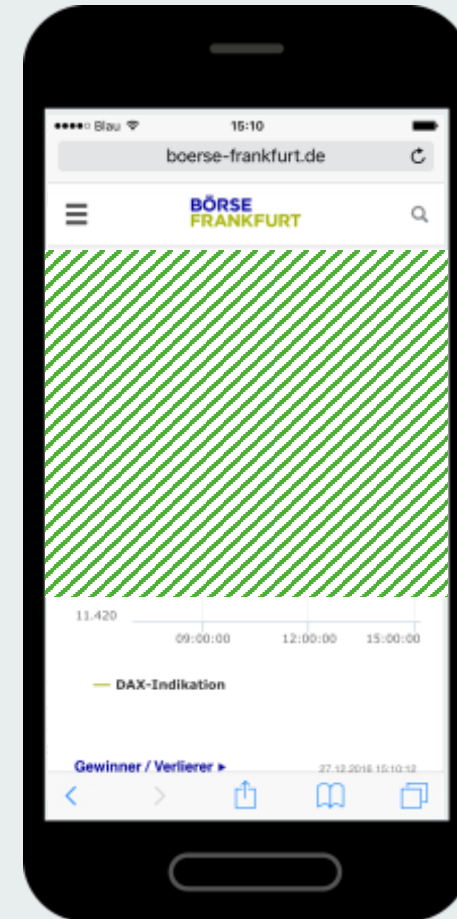 Blau 15:10
boerse-frankfurt.de
BÖRSE
FRANKFURT
11.420
09:00:00 12:00:00 15:00:00
DAX-Indikation
Gewinner / Verlierer ▸ 27.12.2016 15:10:12